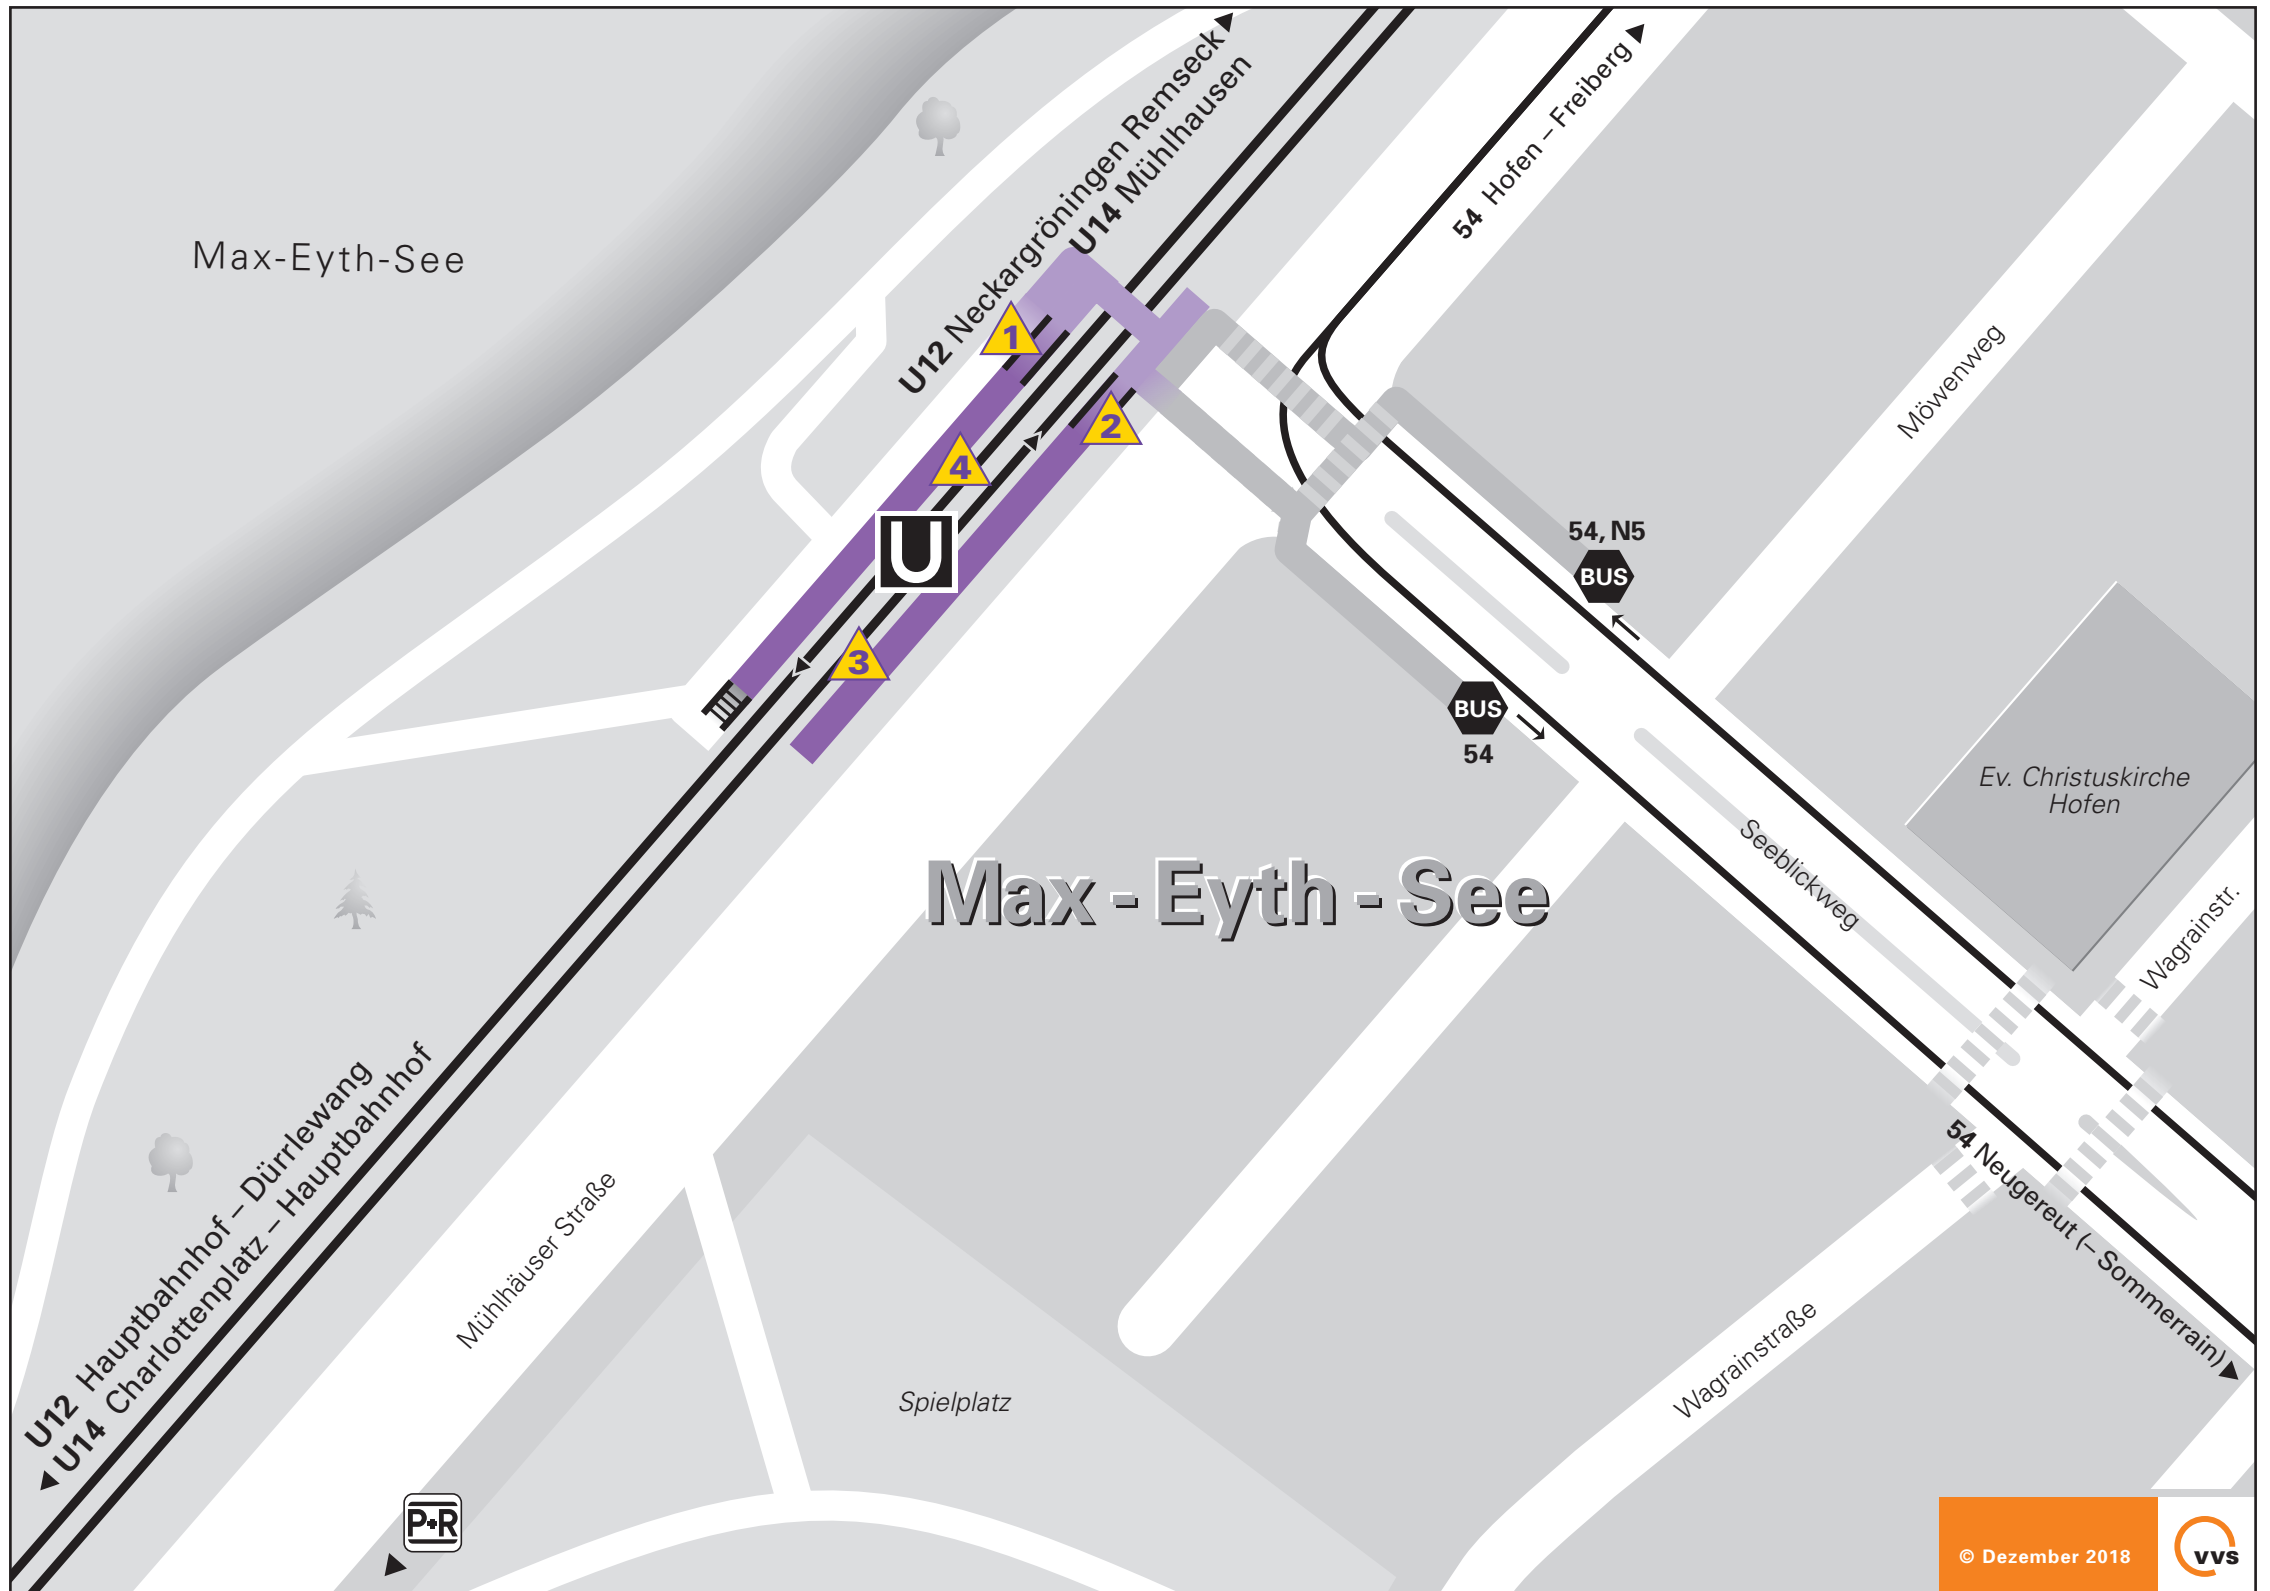 Max-Eyth-See
U12 Neckargröningen Remseck
U14 Mühlhausen
54 Hofen – Freiberg
Möwenweg
1
2
4
3
U
54, N5
BUS
BUS
54
Ev. Christuskirche
Hofen
Seeblickweg
Wagrainstr.
Max - Eyth - See
U12 Hauptbahnhof – Dürrlewang
U14 Charlottenplatz – Hauptbahnhof
Mühlhäuser Straße
54 Neugereut (– Sommerrain)
Wagrainstraße
Spielplatz
P+R
© Dezember 2018
vvs